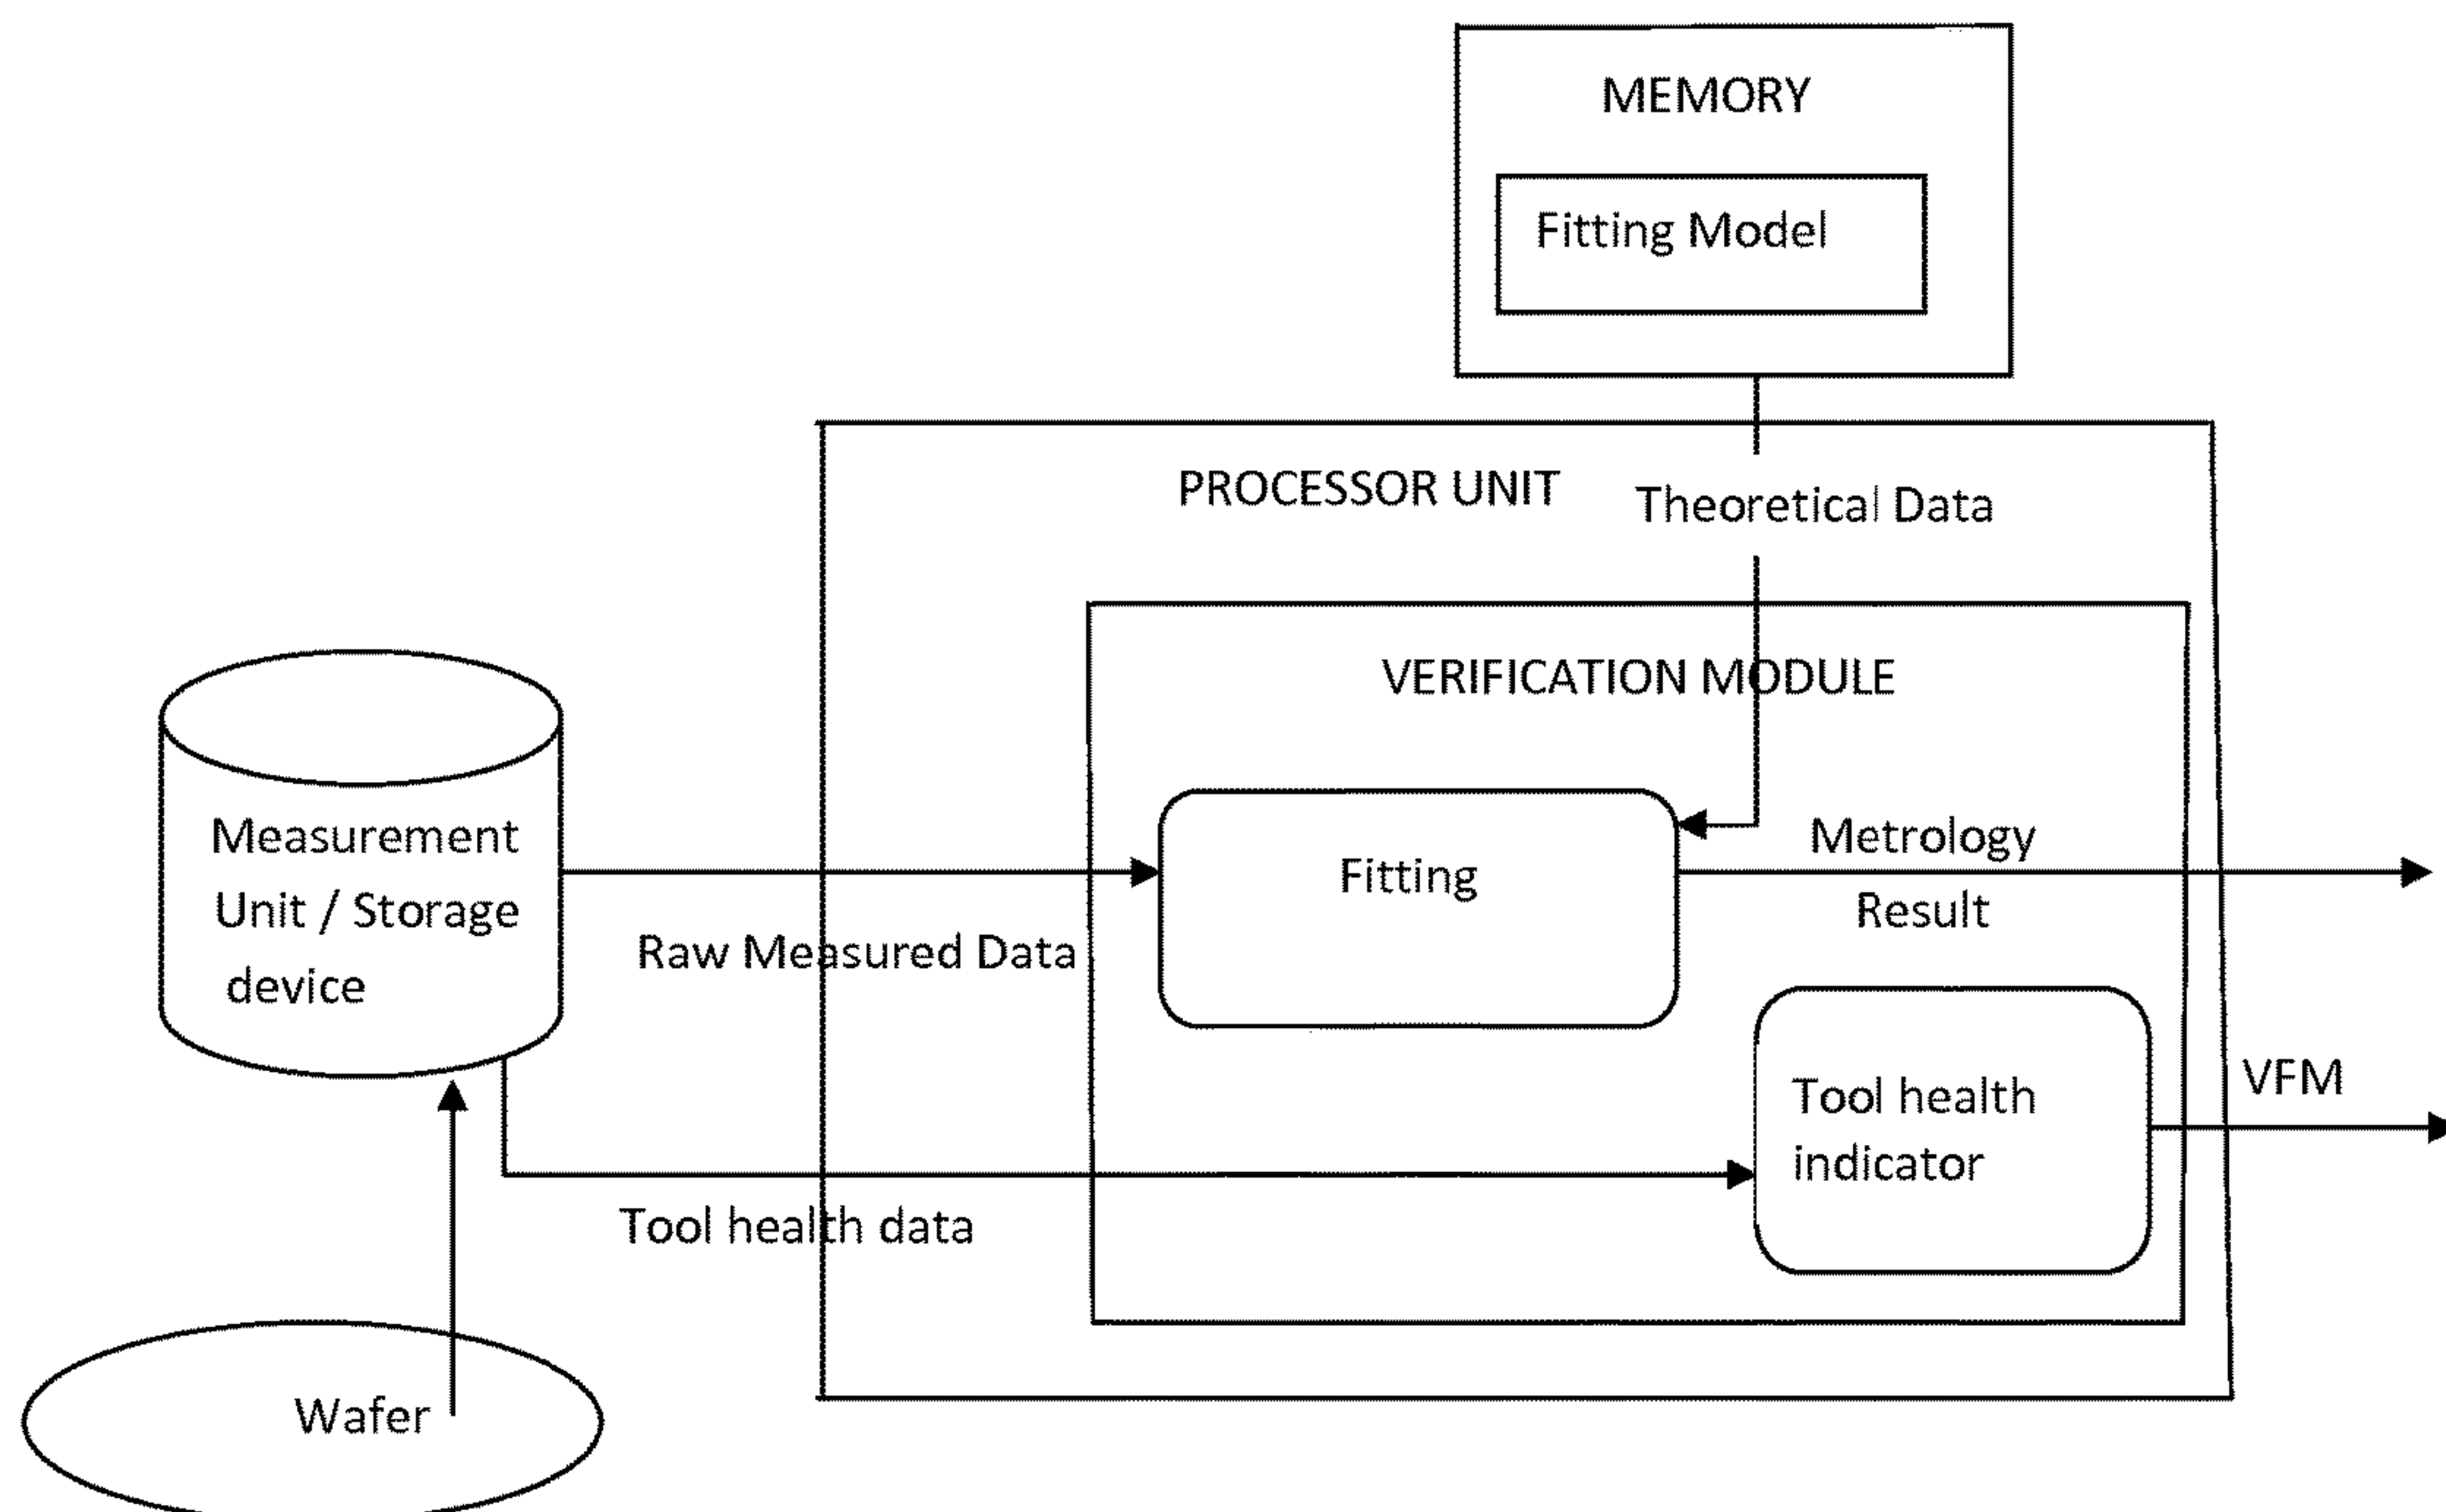 MEMORY
Fitting Model
PROCESSOR UNIT
Theoretical Data
VERIFICATION MODULE
Measurement
Unit / Storage
device
Fitting
Metrology
Result
Raw Measured Data
Tool health
indicator
VFM
Tool health data
Wafer